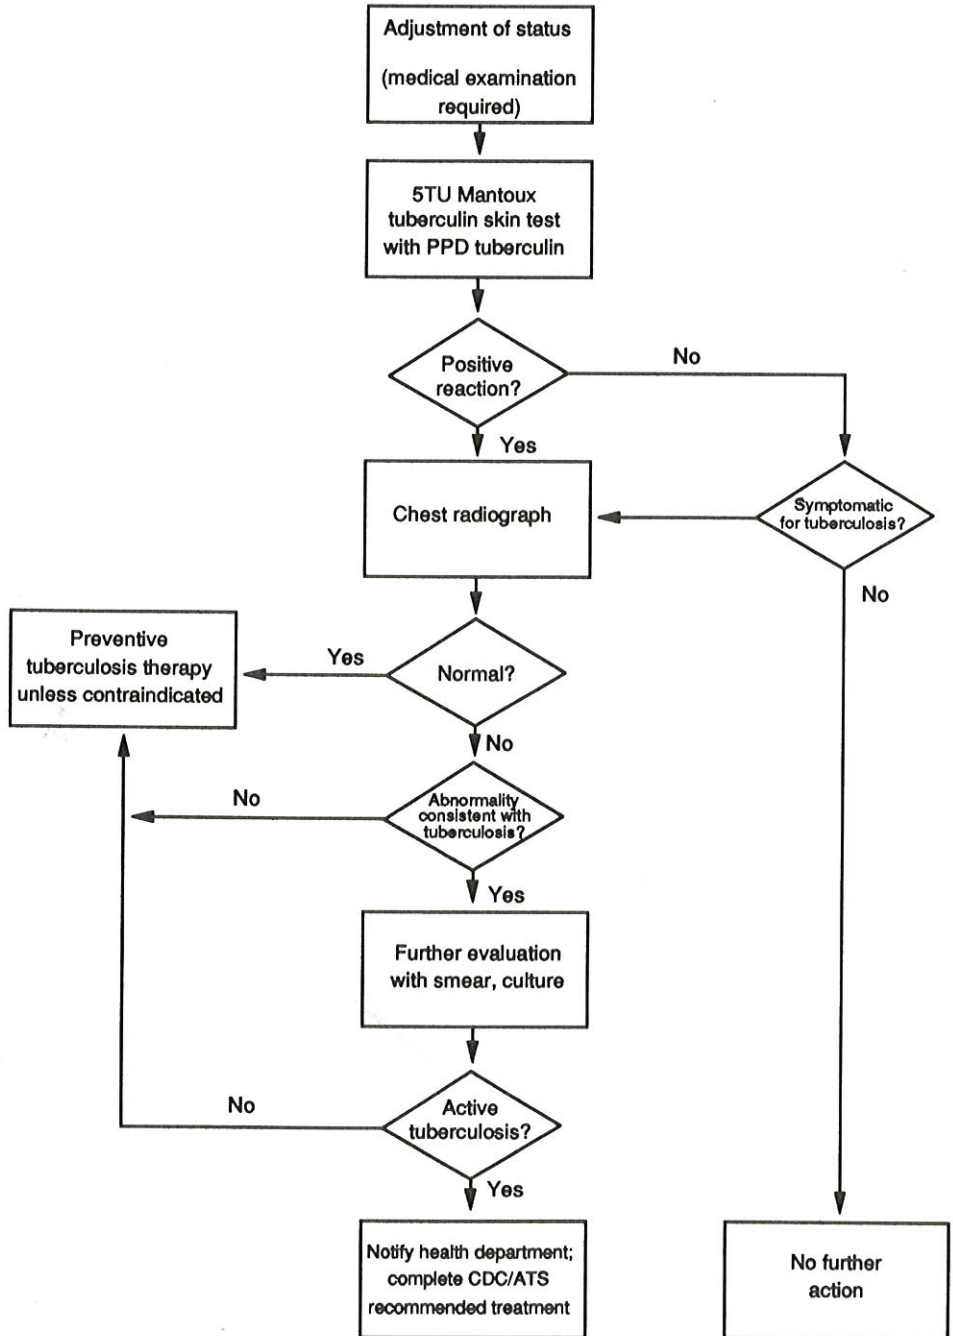 Adjustment of status
(medical examination
required)
5TU Mantoux
tuberculin skin test
with PPD tuberculin
Positive
reaction?
No
Yes
Chest radiograph
Symptomatic
for tuberculosis?
No
Preventive
tuberculosis therapy
unless contraindicated
Yes
Normal?
No
Abnormality
consistent with
tuberculosis?
No
Yes
Further evaluation
with smear, culture
Active
tuberculosis?
No
Yes
Notify health department;
complete CDC/ATS
recommended treatment
No further
action